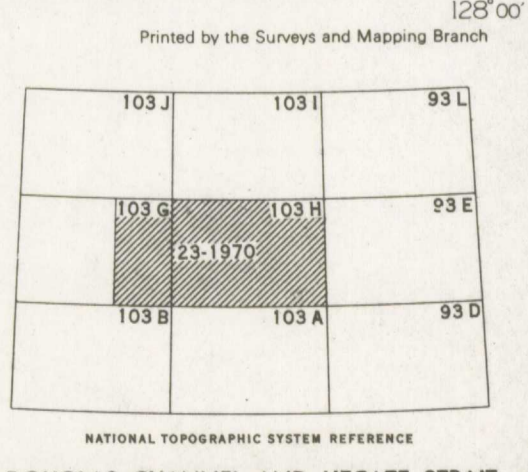 128°00'
Printed by the Surveys and Mapping Branch
103 J 103 I 93 L
103 G 103 H 93 E
23-1970
103 B 103 A 93 D
NATIONAL TOPOGRAPHIC SYSTEM REFERENCE